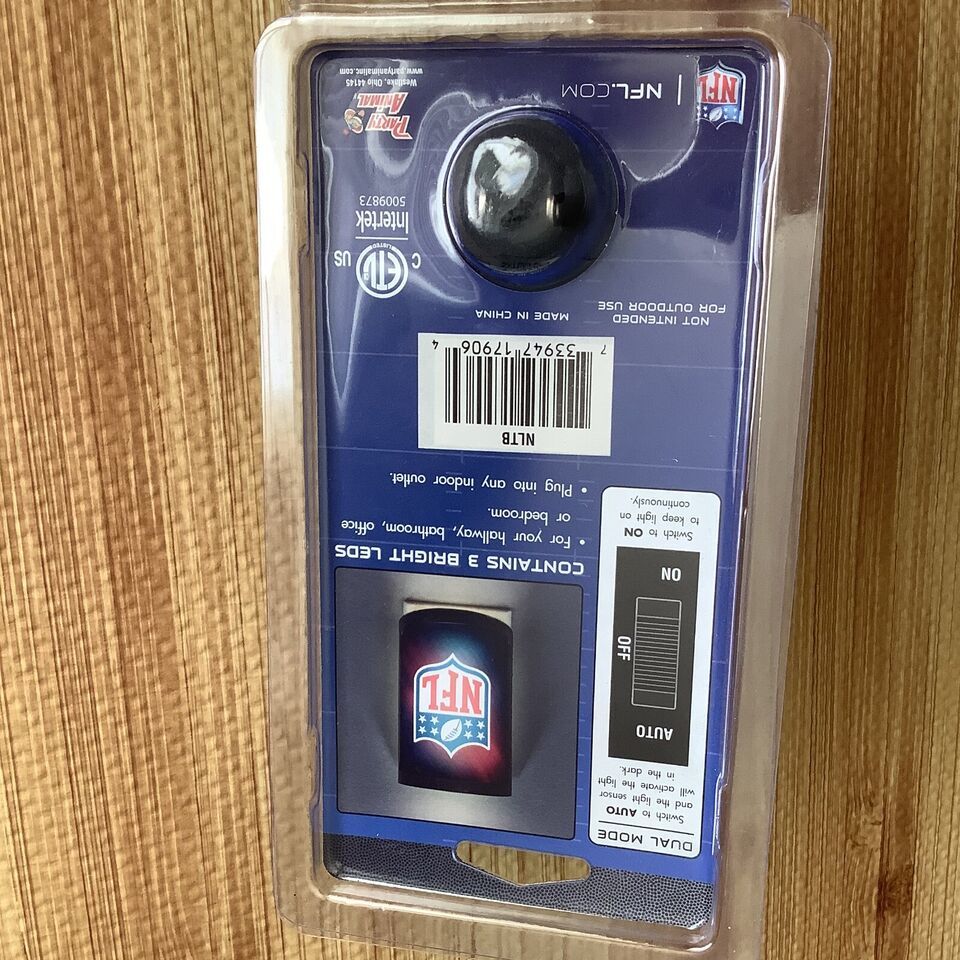 DUAL MODE
Switch to AUTO
and the light sensor
will activate the light
in the dark.
AUTO
OFF
ON
Switch to ON
to keep light on
continuously.
NFL
CONTAINS 3 BRIGHT LEDS
• For your hallway, bathroom, office
or bedroom.
• Plug into any indoor outlet.
NLTB
7 33947 17906 4
NOT INTENDED
FOR OUTDOOR USE
MADE IN CHINA
C ETL US
LISTED
Intertek
5009873
NFL | NFL.COM
PARTY
ANIMAL
Westlake, Ohio 44145
www.partyanimalinc.com